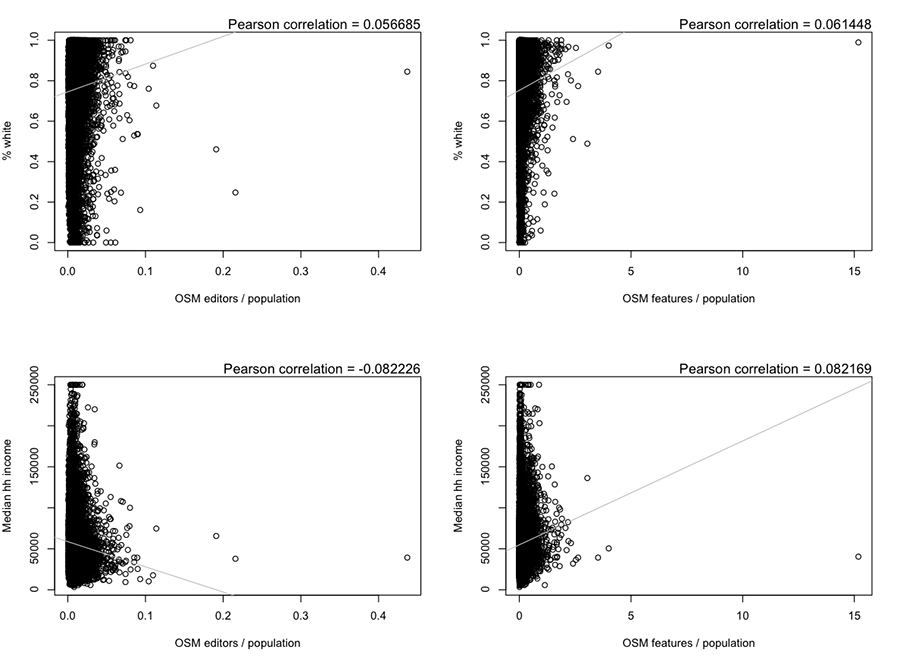 Pearson correlation = 0.056685
% white
0.0 0.2 0.4 0.6 0.8 1.0
0.0 0.1 0.2 0.3 0.4
OSM editors / population
Pearson correlation = 0.061448
% white
0.0 0.2 0.4 0.6 0.8 1.0
0 5 10 15
OSM features / population
Pearson correlation = -0.082226
Median hh income
0 50000 150000 250000
0.0 0.1 0.2 0.3 0.4
OSM editors / population
Pearson correlation = 0.082169
Median hh income
0 50000 150000 250000
0 5 10 15
OSM features / population